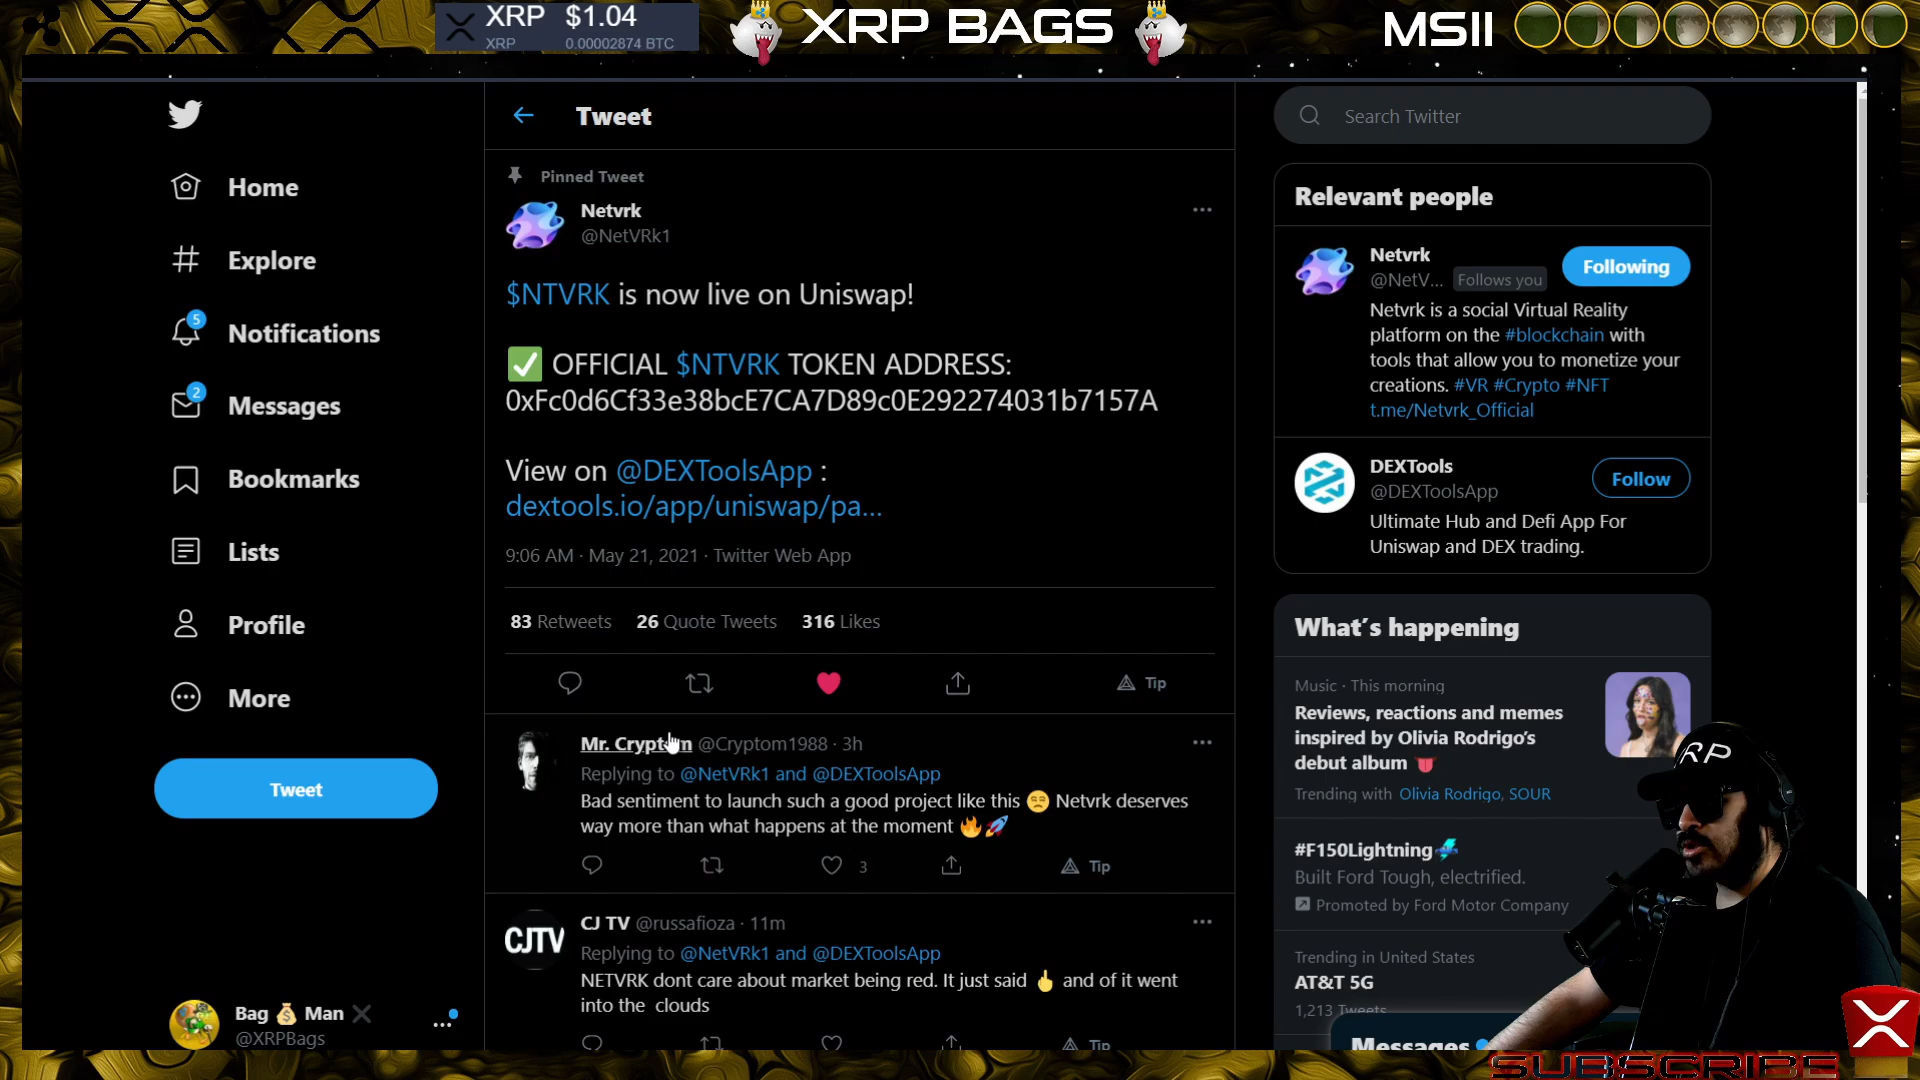 XRP $1.04
XRP 0.00002874 BTC
XRP BAGS
MSII
Home
Explore
5
Notifications
2
Messages
Bookmarks
Lists
Profile
More
Tweet
Bag 💰 Man
@XRPBags
Tweet
Pinned Tweet
Netvrk
@NetVRk1
$NTVRK is now live on Uniswap!
✅ OFFICIAL $NTVRK TOKEN ADDRESS:
0xFc0d6Cf33e38bcE7CA7D89c0E292274031b7157A
View on @DEXToolsApp :
dextools.io/app/uniswap/pa...
9:06 AM · May 21, 2021 · Twitter Web App
83 Retweets 26 Quote Tweets 316 Likes
Tip
Mr. Cryptom @Cryptom1988 · 3h
Replying to @NetVRk1 and @DEXToolsApp
Bad sentiment to launch such a good project like this 😒 Netvrk deserves
way more than what happens at the moment 🔥🚀
3 Tip
CJTV
CJ TV @russafioza · 11m
Replying to @NetVRk1 and @DEXToolsApp
NETVRK dont care about market being red. It just said 👆 and of it went
into the clouds
Tip
Search Twitter
Relevant people
Netvrk
@NetV... Follows you
Following
Netvrk is a social Virtual Reality
platform on the #blockchain with
tools that allow you to monetize your
creations. #VR #Crypto #NFT
t.me/Netvrk_Official
DEXTools
@DEXToolsApp
Follow
Ultimate Hub and Defi App For
Uniswap and DEX trading.
What's happening
Music · This morning
Reviews, reactions and memes
inspired by Olivia Rodrigo's
debut album 👅
Trending with Olivia Rodrigo, SOUR
#F150Lightning
Built Ford Tough, electrified.
Promoted by Ford Motor Company
Trending in United States
AT&T 5G
1,213 Tweets
Messages
XRP
SUBSCRIBE